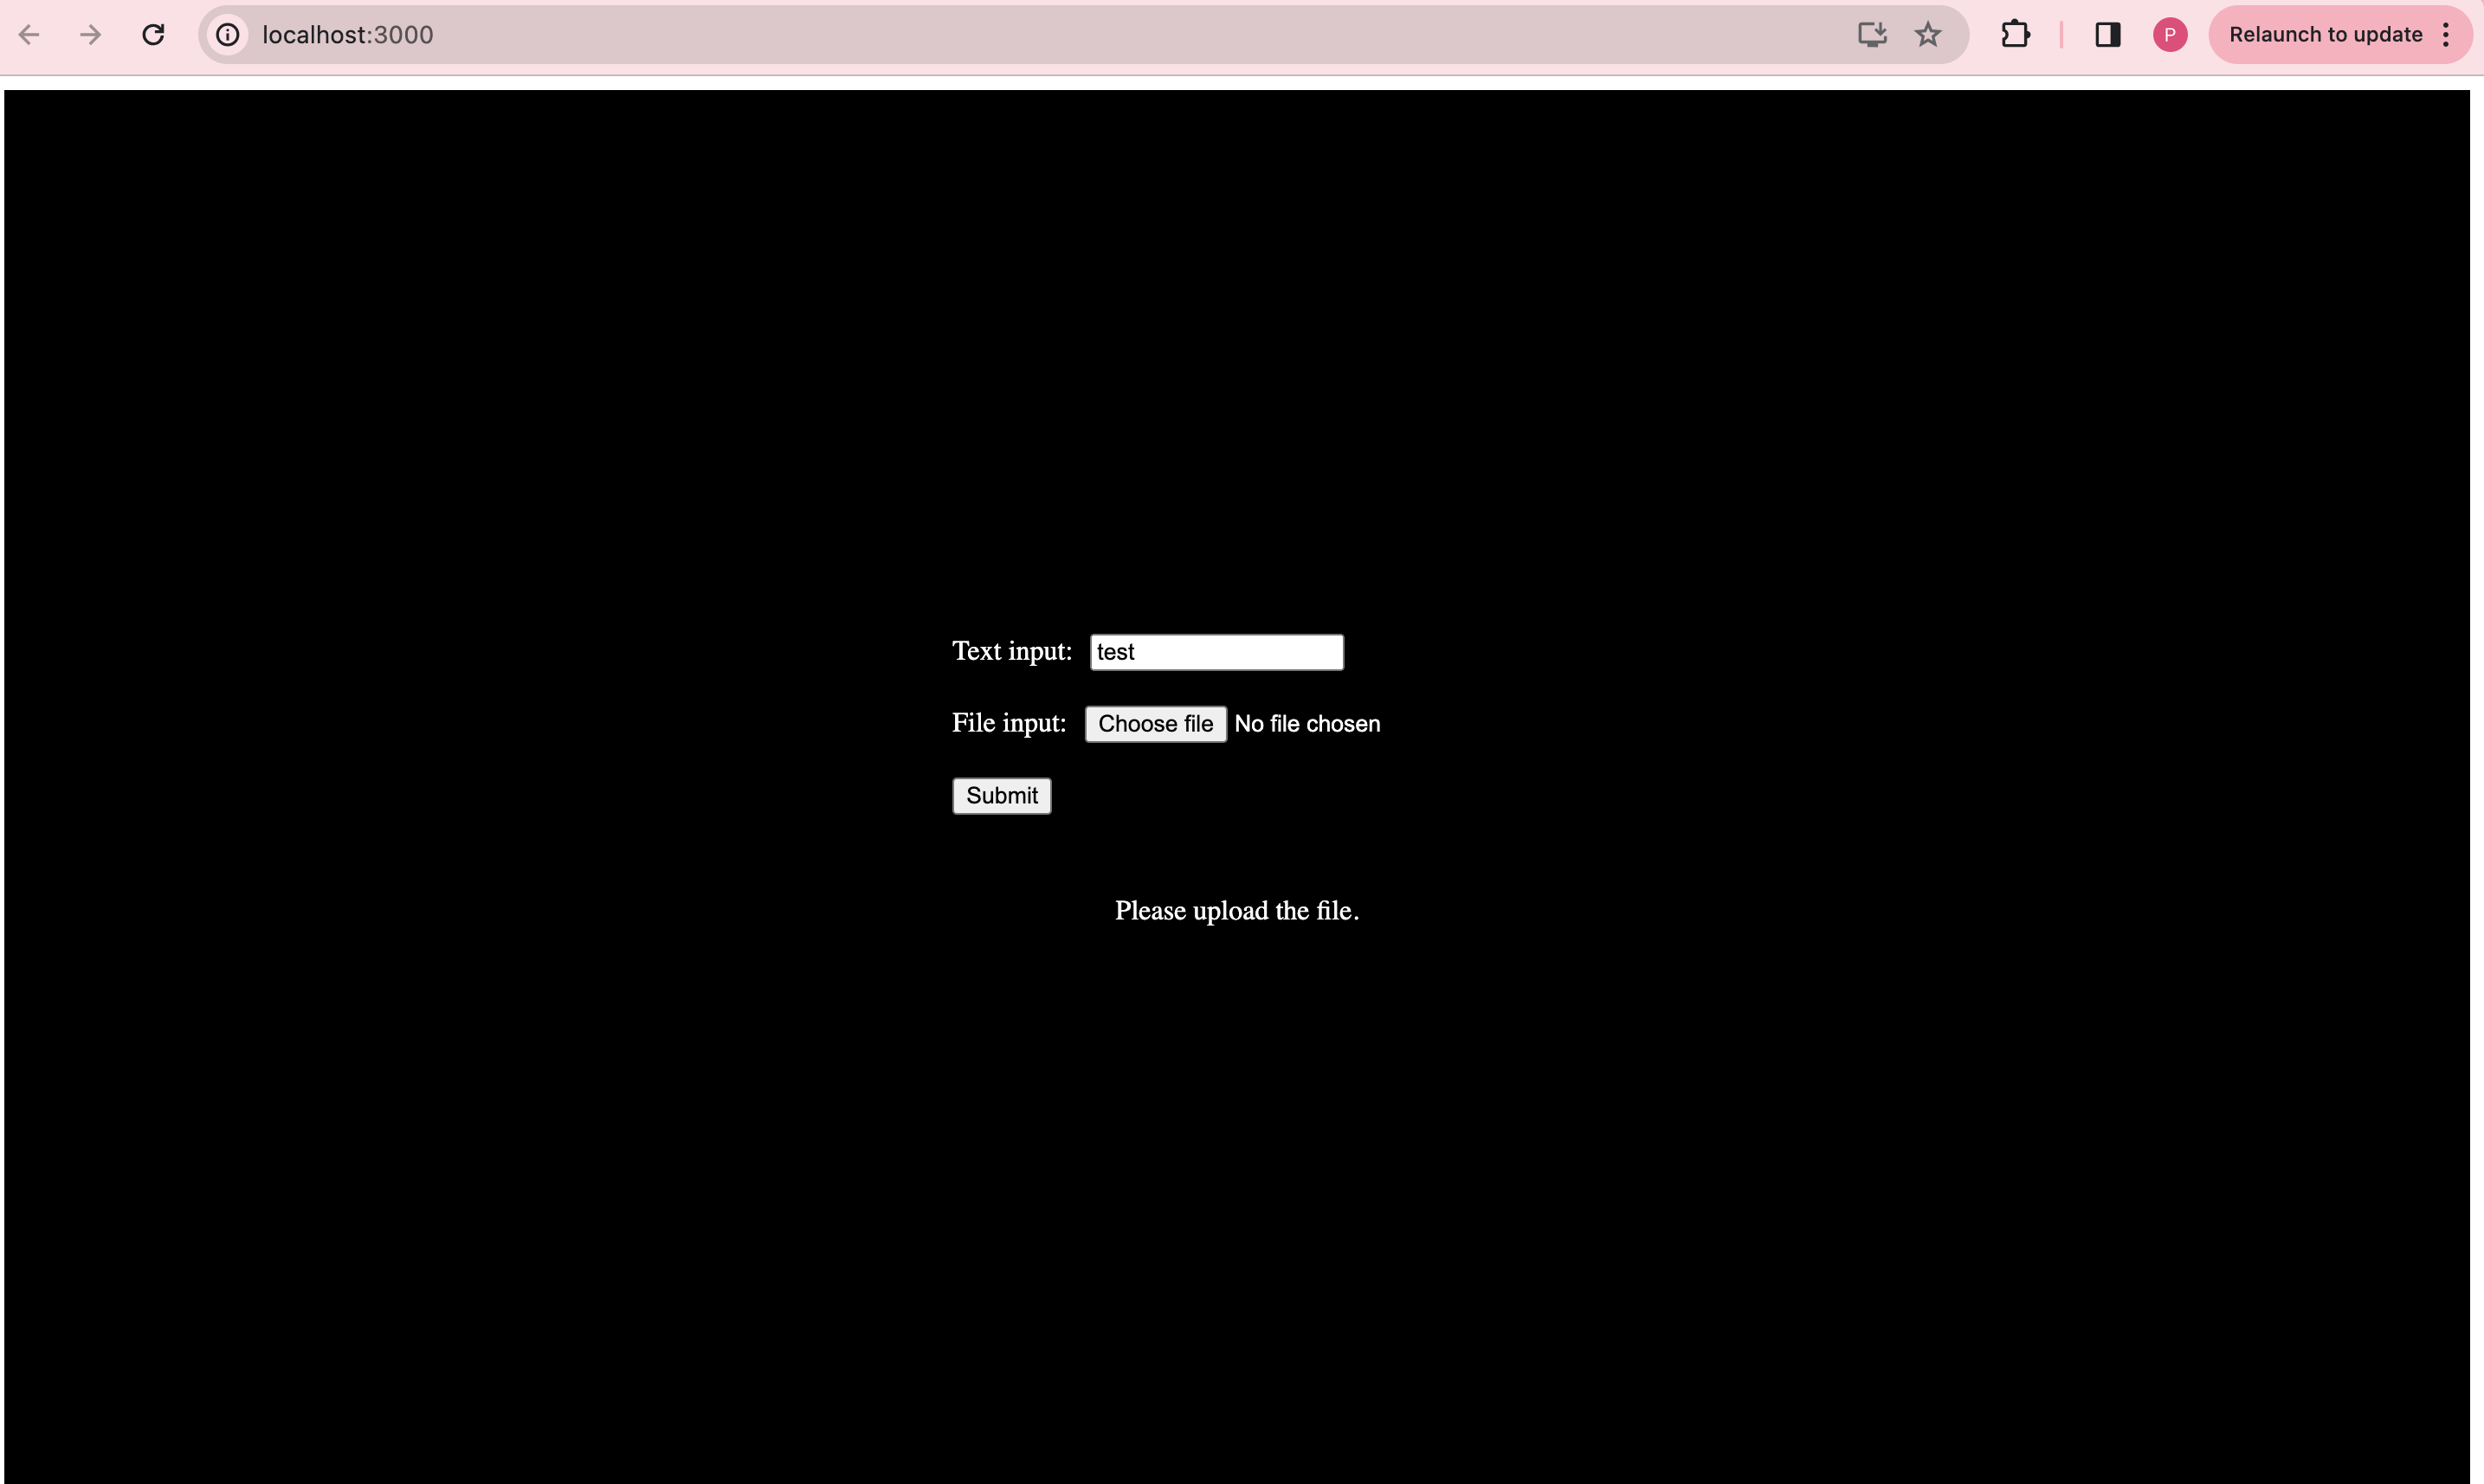 localhost:3000
P
Relaunch to update
Text input: test
File input: Choose file No file chosen
Submit
Please upload the file.